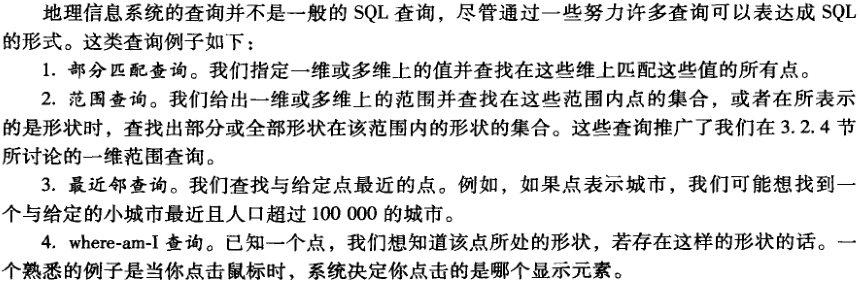 地理信息系统的查询并不是一般的 SQL 查询，尽管通过一些努力许多查询可以表达成 SQL
的形式。这类查询例子如下：
1. 部分匹配查询。我们指定一维或多维上的值并查找在这些维上匹配这些值的所有点。
2. 范围查询。我们给出一维或多维上的范围并查找在这些范围内点的集合，或者在所表示
的是形状时，查找出部分或全部形状在该范围内的形状的集合。这些查询推广了我们在 3. 2. 4 节
所讨论的一维范围查询。
3. 最近邻查询。我们查找与给定点最近的点。例如，如果点表示城市，我们可能想找到一
个与给定的小城市最近且人口超过 100 000 的城市。
4. where-am-I 查询。已知一个点，我们想知道该点所处的形状，若存在这样的形状的话。一
个熟悉的例子是当你点击鼠标时，系统决定你点击的是哪个显示元素。